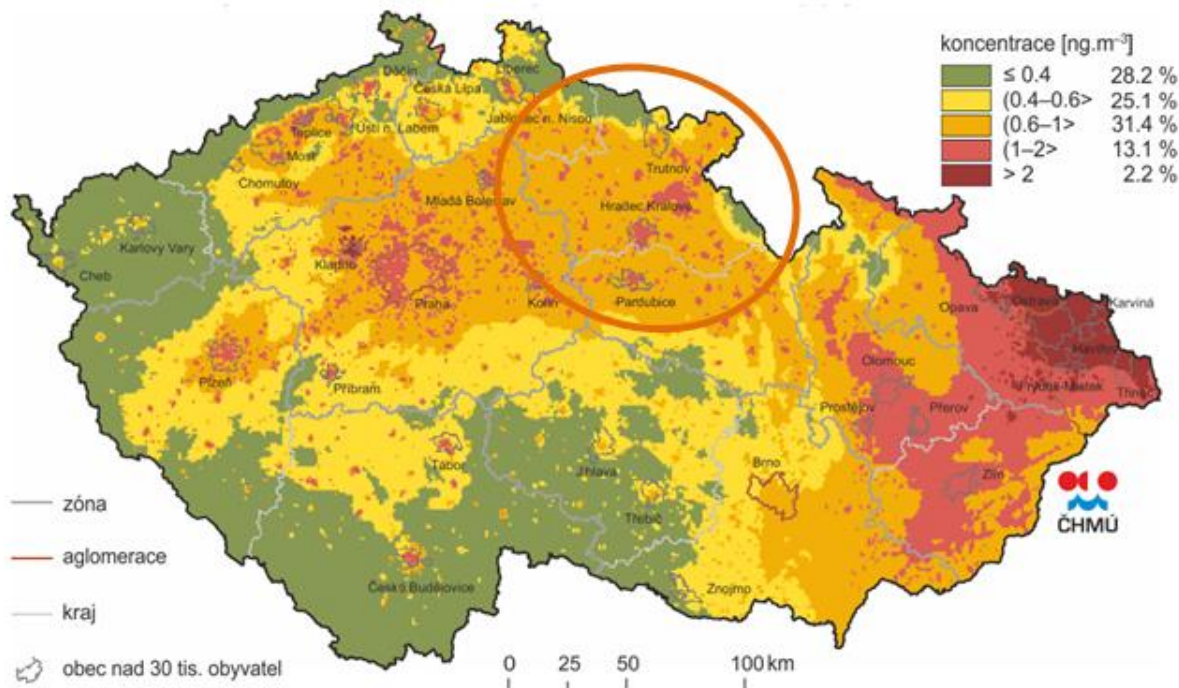 koncentrace [ng.m⁻³]
≤ 0.4 28.2 %
(0.4–0.6> 25.1 %
(0.6–1> 31.4 %
(1–2> 13.1 %
> 2 2.2 %
Děčín
Liberec
Česká Lípa
Jablonec n. Nisou
Ústí n. Labem
Teplice
Most
Trutnov
Chomutov
Mladá Boleslav
Hradec Králové
Karlovy Vary
Kladno
Cheb
Praha
Kolín
Pardubice
Opava
Ostrava
Karviná
Havířov
Plzeň
Olomouc
Příbram
Frýdek-Místek
Třinec
Prostějov
Přerov
Tábor
Jihlava
Brno
Zlín
Třebíč
České Budějovice
Znojmo
ČHMÚ
zóna
aglomerace
kraj
obec nad 30 tis. obyvatel
0 25 50 100 km